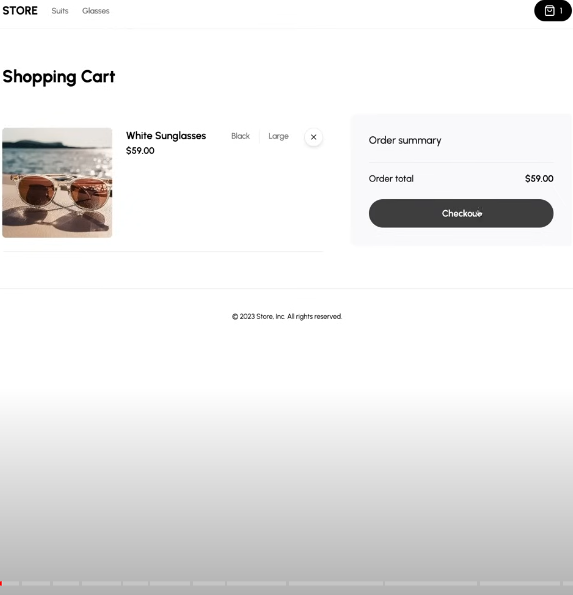 STORE Suits Glasses 1
Shopping Cart
White Sunglasses Black Large
$59.00
Order summary
Order total $59.00
Checkout
© 2023 Store, Inc. All rights reserved.